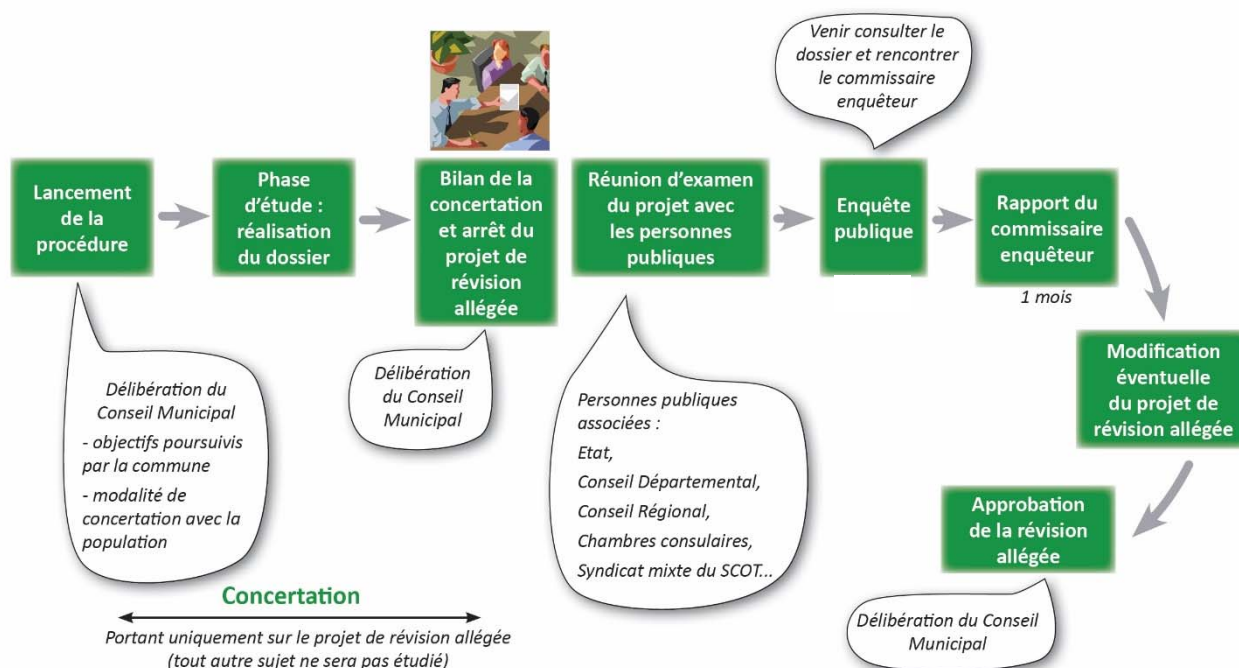 Venir consulter le
dossier et rencontrer
le commissaire
enquêteur
Lancement
de la
procédure
Phase
d'étude :
réalisation
du dossier
Bilan de la
concertation
et arrêt du
projet de
révision
allégée
Réunion d'examen
du projet avec
les personnes
publiques
Enquête
publique
Rapport du
commissaire
enquêteur
1 mois
Modification
éventuelle
du projet de
révision allégée
Approbation
de la révision
allégée
Délibération du
Conseil Municipal
- objectifs poursuivis
par la commune
- modalité de
concertation avec la
population
Délibération
du Conseil
Municipal
Personnes publiques
associées :
Etat,
Conseil Départemental,
Conseil Régional,
Chambres consulaires,
Syndicat mixte du SCOT...
Délibération du Conseil
Municipal
Concertation
Portant uniquement sur le projet de révision allégée
(tout autre sujet ne sera pas étudié)